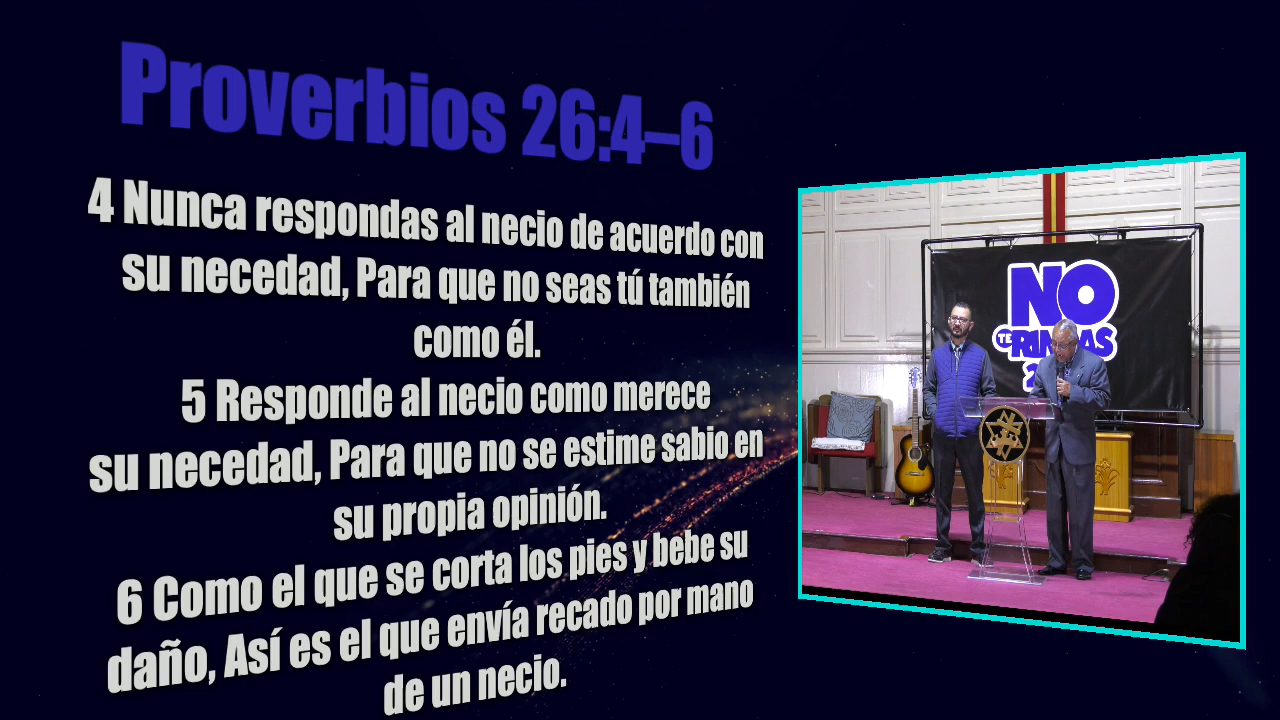 Proverbios 26:4–6
4 Nunca respondas al necio de acuerdo con
su necedad, Para que no seas tú también
como él.
5 Responde al necio como merece
su necedad, Para que no se estime sabio en
su propia opinión.
6 Como el que se corta los pies y bebe su
daño, Así es el que envía recado por mano
de un necio.
NO
TE